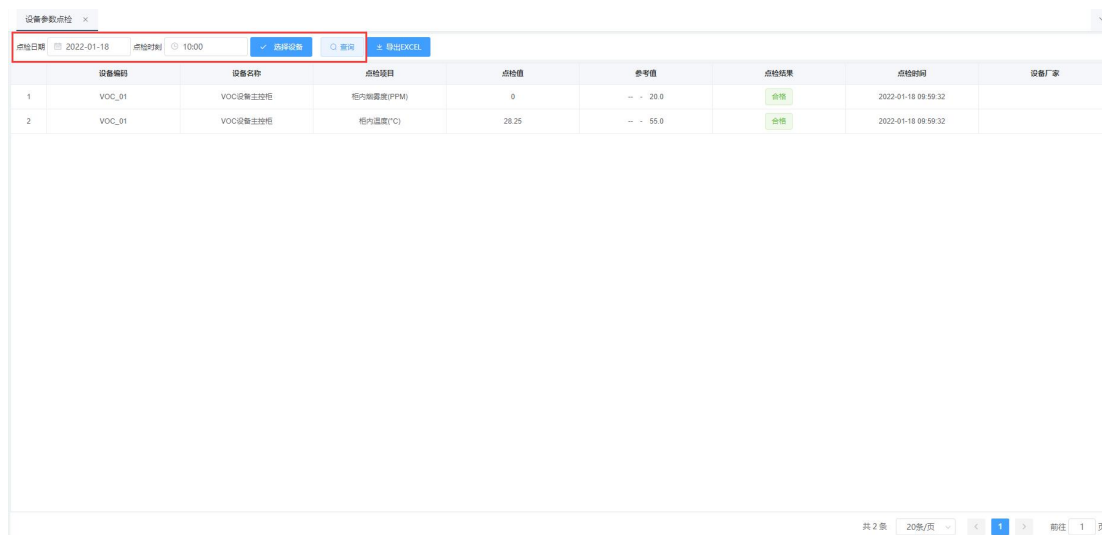 设备参数点检 ×
点检日期 2022-01-18 点检时刻 10:00 选择设备 查询 导出EXCEL
设备编码 设备名称 点检项目 点检值 参考值 点检结果 点检时间 设备厂家
1 VOC_01 VOC设备主控柜 柜内烟雾度(PPM) 0 -- - 20.0 合格 2022-01-18 09:59:32
2 VOC_01 VOC设备主控柜 柜内温度(°C) 28.25 -- - 55.0 合格 2022-01-18 09:59:32
共 2 条 20条/页 < 1 > 前往 1